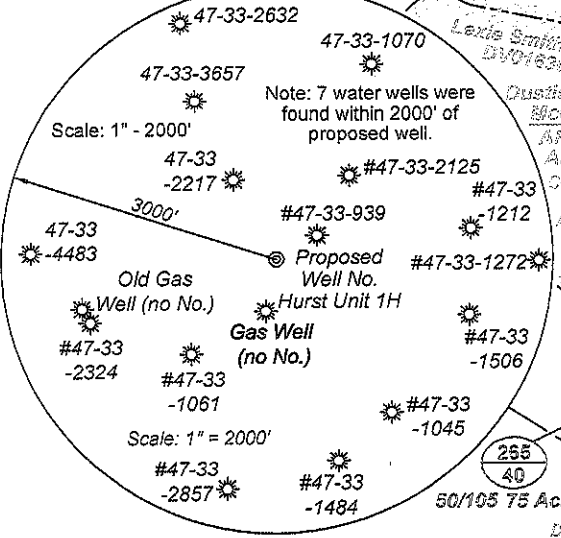 47-33-2632
47-33-1070
Lexie Smith
47-33-3657
Note: 7 water wells were
found within 2000' of
proposed well.
Scale: 1" - 2000'
47-33
-2217
#47-33-2125
#47-33
-1212
3000'
#47-33-939
47-33
-4483
Proposed
Well No.
Hurst Unit 1H
#47-33-1272
Old Gas
Well (no No.)
Gas Well
(no No.)
#47-33
-2324
#47-33
-1061
#47-33
-1506
#47-33
-1045
Scale: 1" = 2000'
#47-33
-2857
#47-33
-1484
265
40
50/105 75 Ac